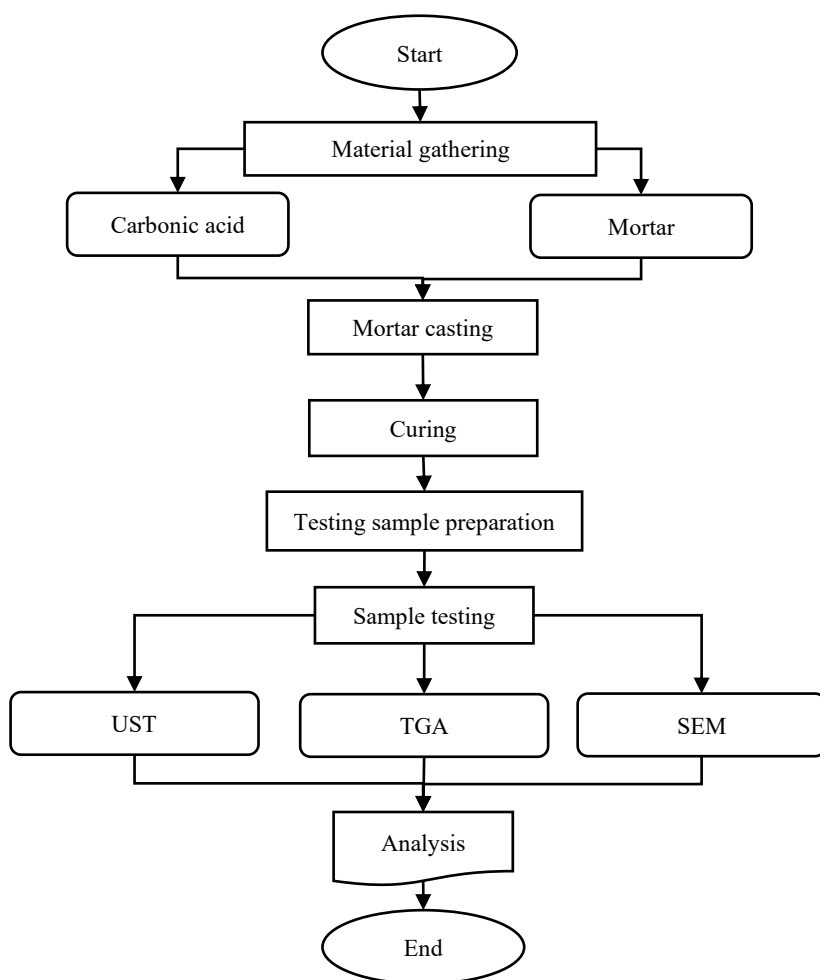 Start
Material gathering
Carbonic acid
Mortar
Mortar casting
Curing
Testing sample preparation
Sample testing
UST
TGA
SEM
Analysis
End